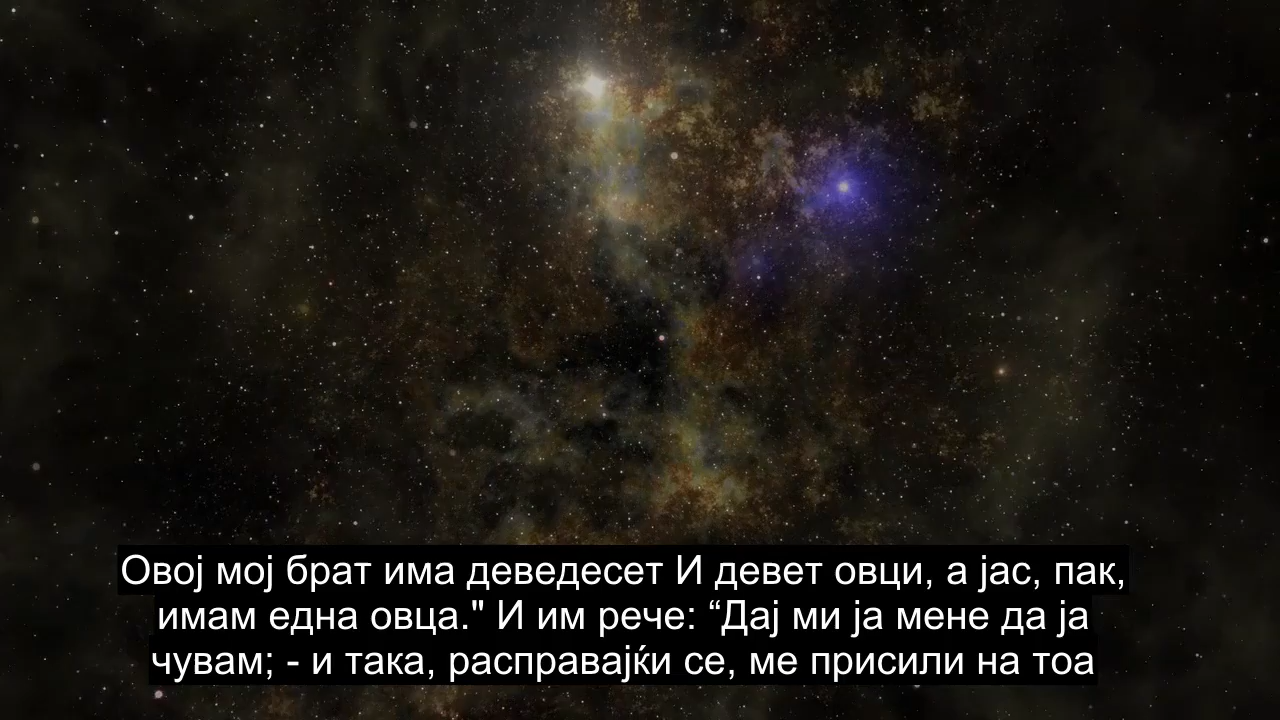 Овој мој брат има деведесет И девет овци, а јас, пак,
имам една овца." И им рече: “Дај ми ја мене да ја
чувам; - и така, расправајќи се, ме присили на тоа